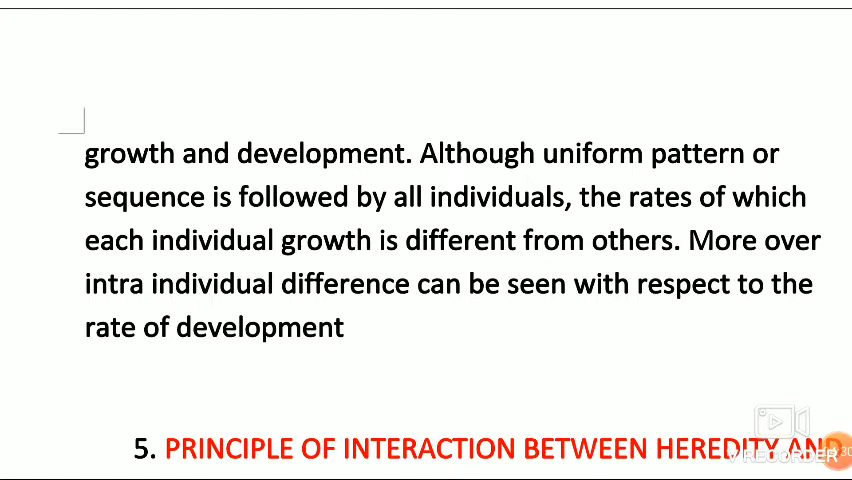 growth and development. Although uniform pattern or
sequence is followed by all individuals, the rates of which
each individual growth is different from others. More over
intra individual difference can be seen with respect to the
rate of development
5. PRINCIPLE OF INTERACTION BETWEEN HEREDITY AND
V RECORDER